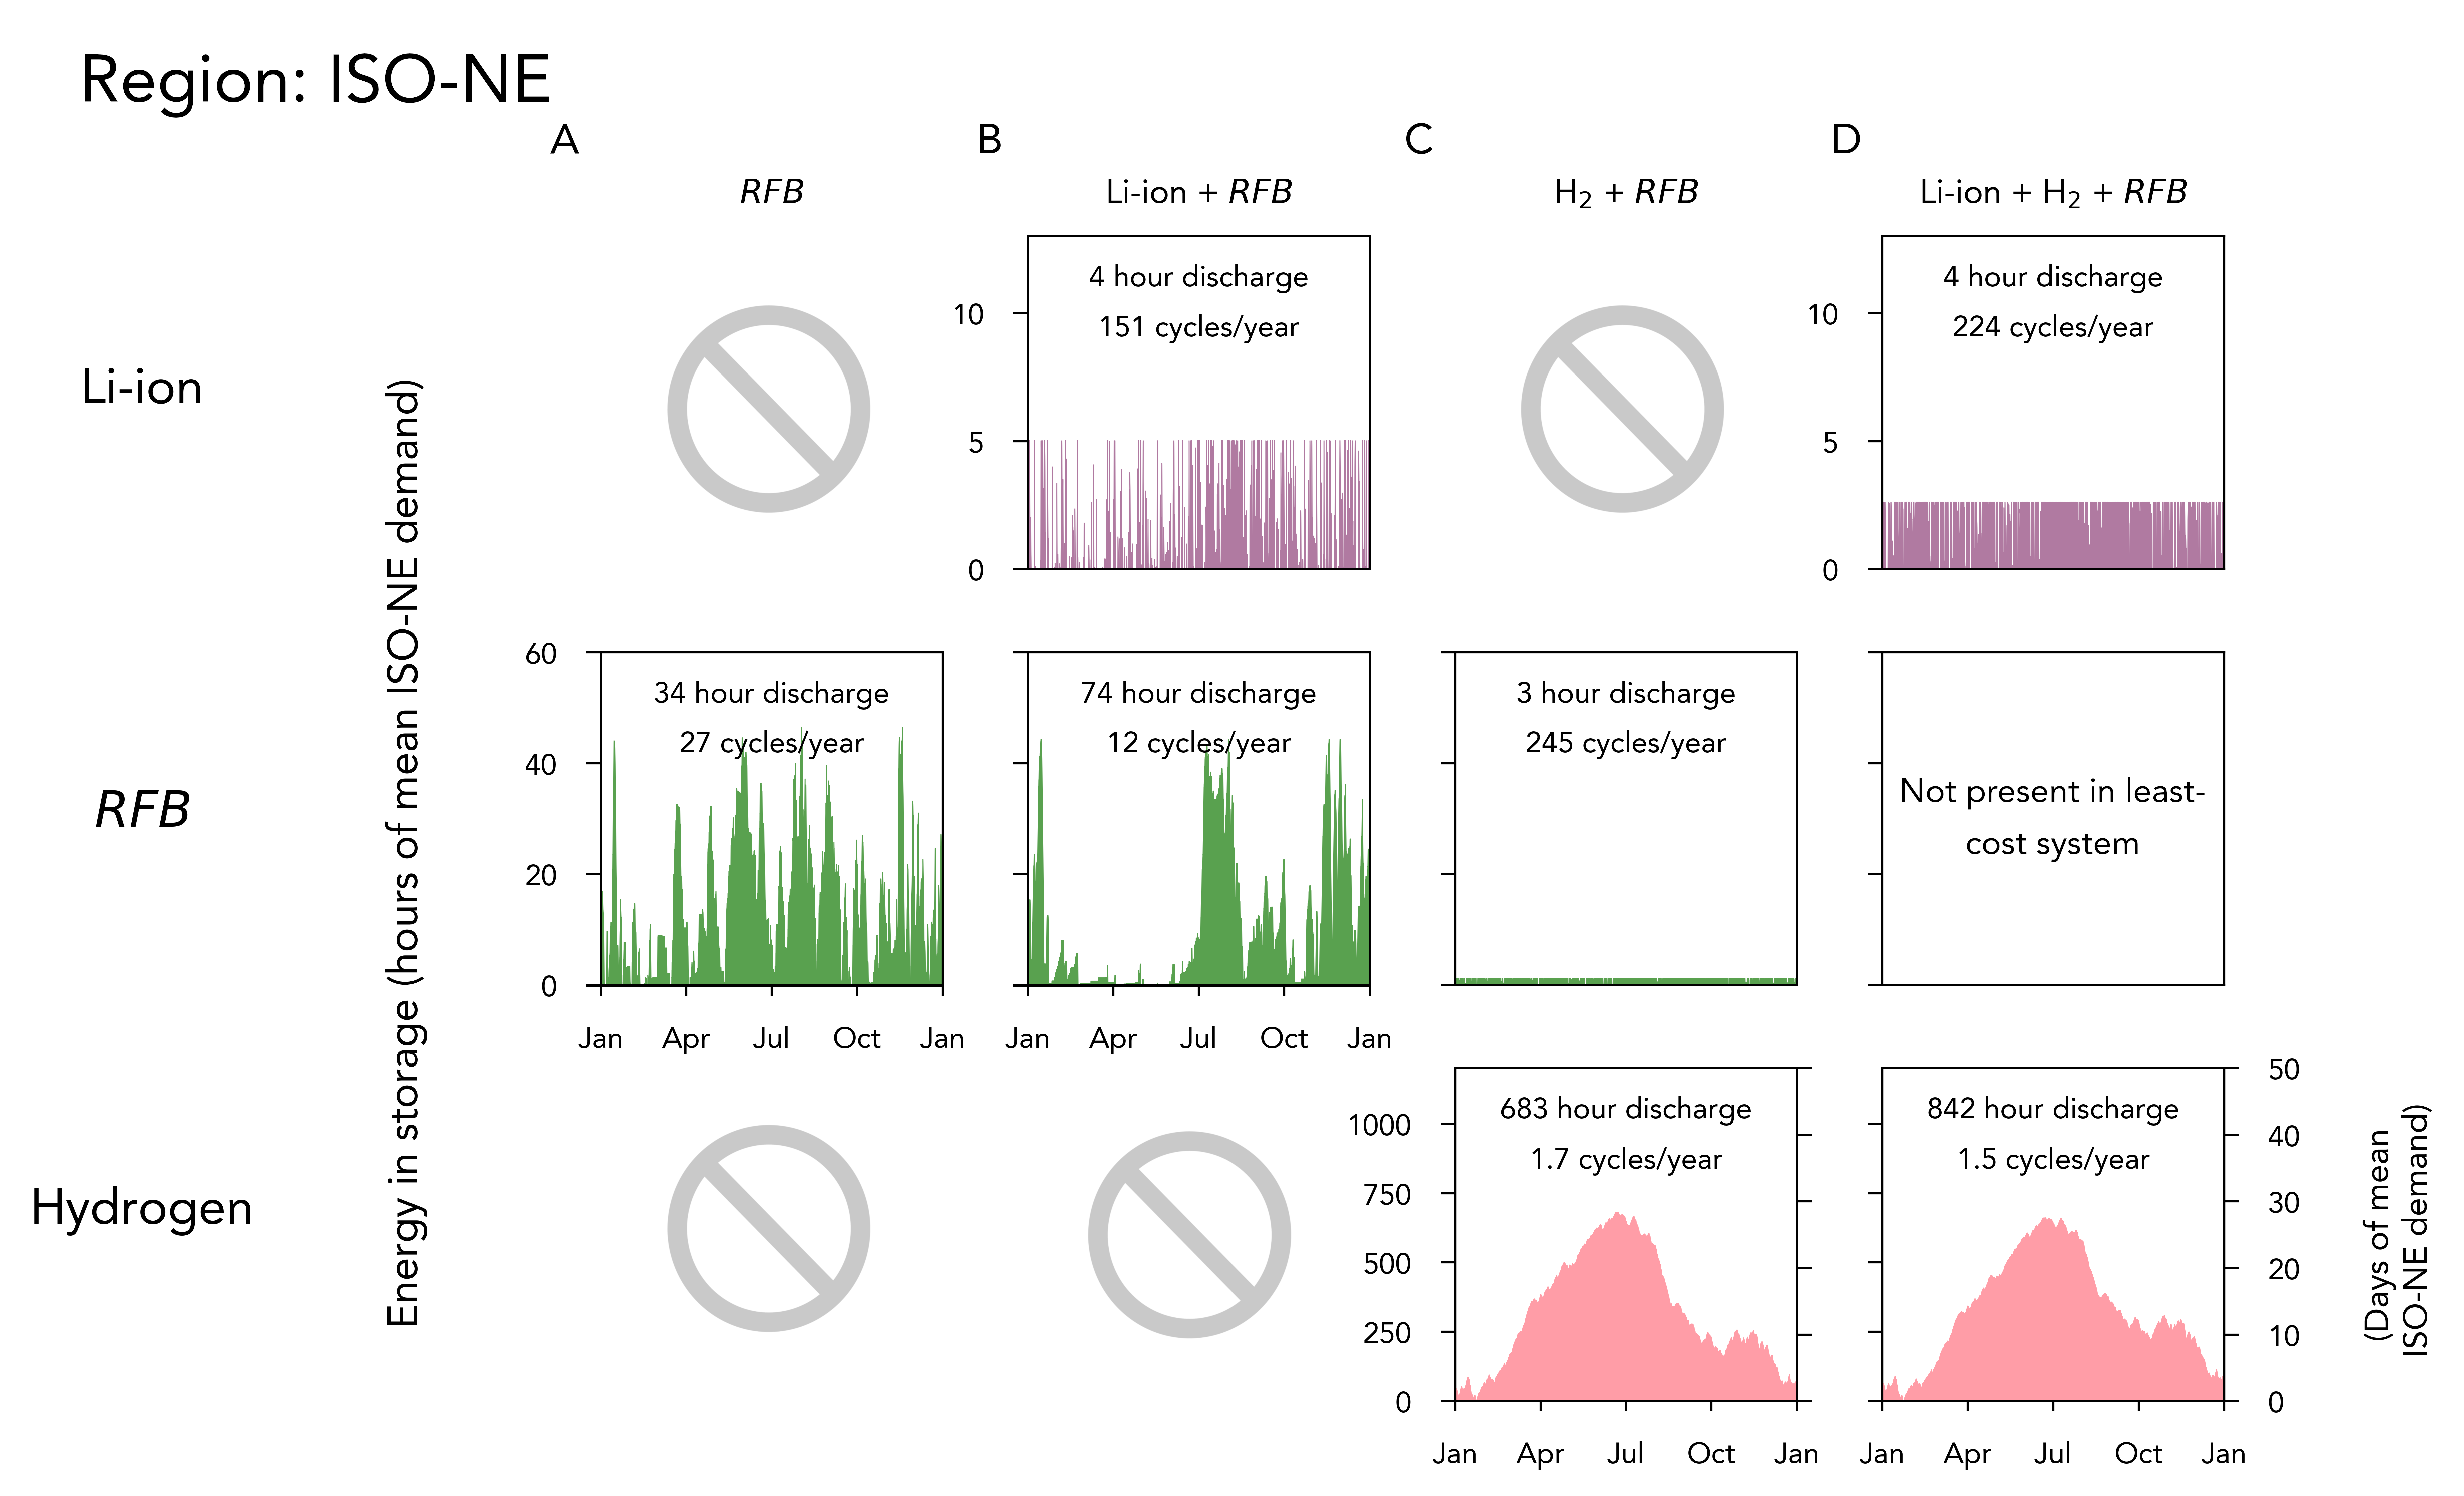 Region: ISO-NE
A
B
C
D
RFB
Li-ion + RFB
H₂ + RFB
Li-ion + H₂ + RFB
Li-ion
Energy in storage (hours of mean ISO-NE demand)
10
5
0
4 hour discharge
151 cycles/year
10
5
0
4 hour discharge
224 cycles/year
RFB
60
40
20
0
34 hour discharge
27 cycles/year
Jan Apr Jul Oct Jan
74 hour discharge
12 cycles/year
Jan Apr Jul Oct Jan
3 hour discharge
245 cycles/year
Not present in least-
cost system
Hydrogen
1000
750
500
250
0
683 hour discharge
1.7 cycles/year
Jan Apr Jul Oct Jan
842 hour discharge
1.5 cycles/year
Jan Apr Jul Oct Jan
50
40
30
20
10
0
(Days of mean
ISO-NE demand)